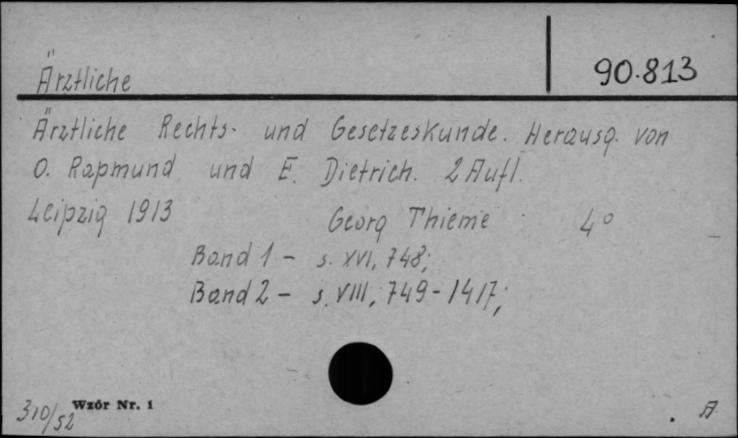 Ärztliche 90.813
Ärztliche Rechts- und Gesetzeskunde. Herausg. von
O. Rapmund und E. Dietrich. 2 Aufl.
Leipzig 1913 Georg Thieme 4°
Band 1 - s. XVI, 748;
Band 2 - s. VIII, 749-1417;
Wzór Nr. 1
310/52 A